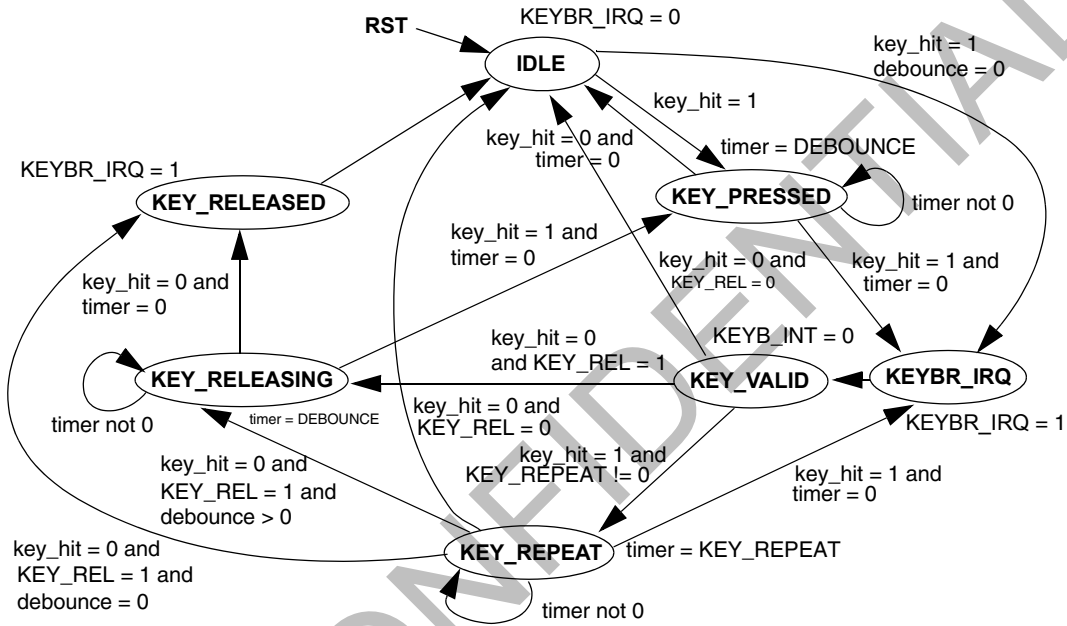 KEYBR_IRQ = 0
RST
IDLE
key_hit = 1
debounce = 0
key_hit = 1
key_hit = 0 and
timer = 0
timer = DEBOUNCE
KEYBR_IRQ = 1
KEY_RELEASED
KEY_PRESSED
timer not 0
key_hit = 1 and
timer = 0
key_hit = 0 and
KEY_REL = 0
key_hit = 1 and
timer = 0
key_hit = 0 and
timer = 0
key_hit = 0
and KEY_REL = 1
KEYB_INT = 0
KEY_RELEASING
KEY_VALID
KEYBR_IRQ
timer not 0
timer = DEBOUNCE
key_hit = 0 and
KEY_REL = 0
KEYBR_IRQ = 1
key_hit = 0 and
KEY_REL = 1 and
debounce > 0
key_hit = 1 and
KEY_REPEAT != 0
key_hit = 1 and
timer = 0
key_hit = 0 and
KEY_REL = 1 and
debounce = 0
KEY_REPEAT
timer = KEY_REPEAT
timer not 0
CONFIDENTIAL